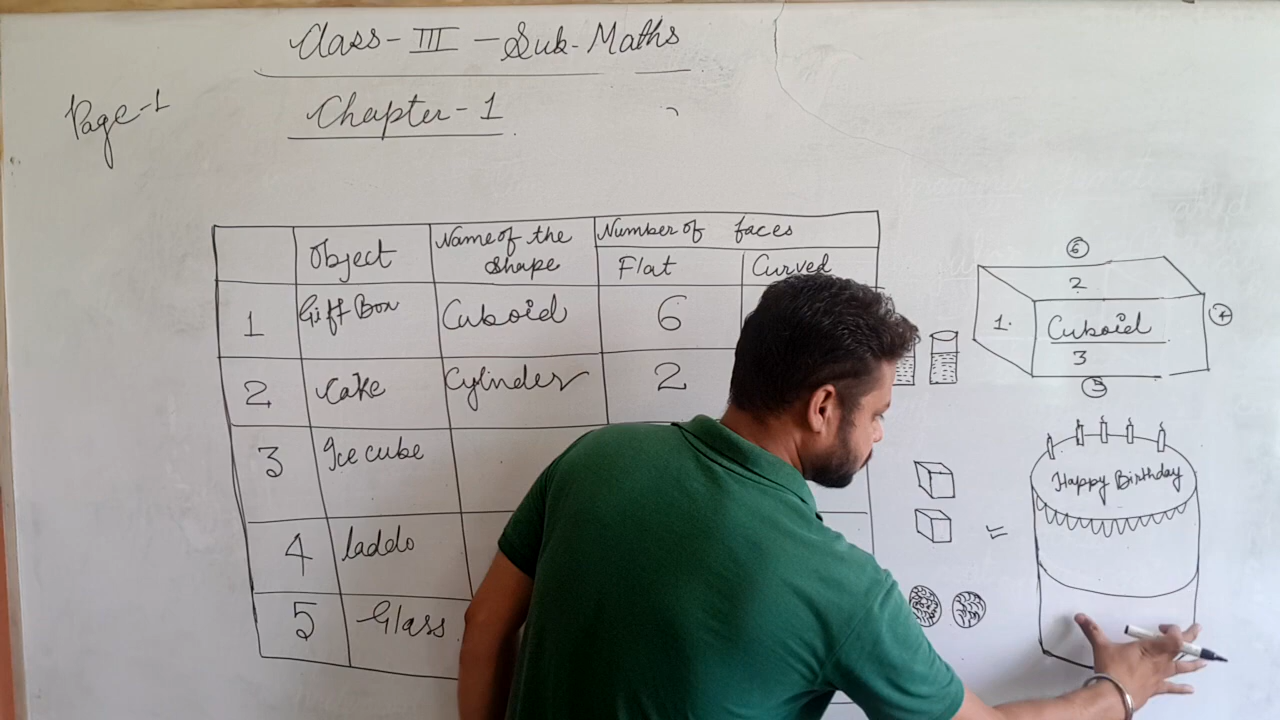 Class-III-Sub-Maths
Page-1
Chapter-1
Object
Name of the
shape
Number of faces
Flat
Curved
1 Gift Box Cuboid 6
2 Cake Cylinder 2
3 Ice cube
4 laddo
5 Glass
6
2
1.
Cuboid
3
4
5
Happy Birthday
=